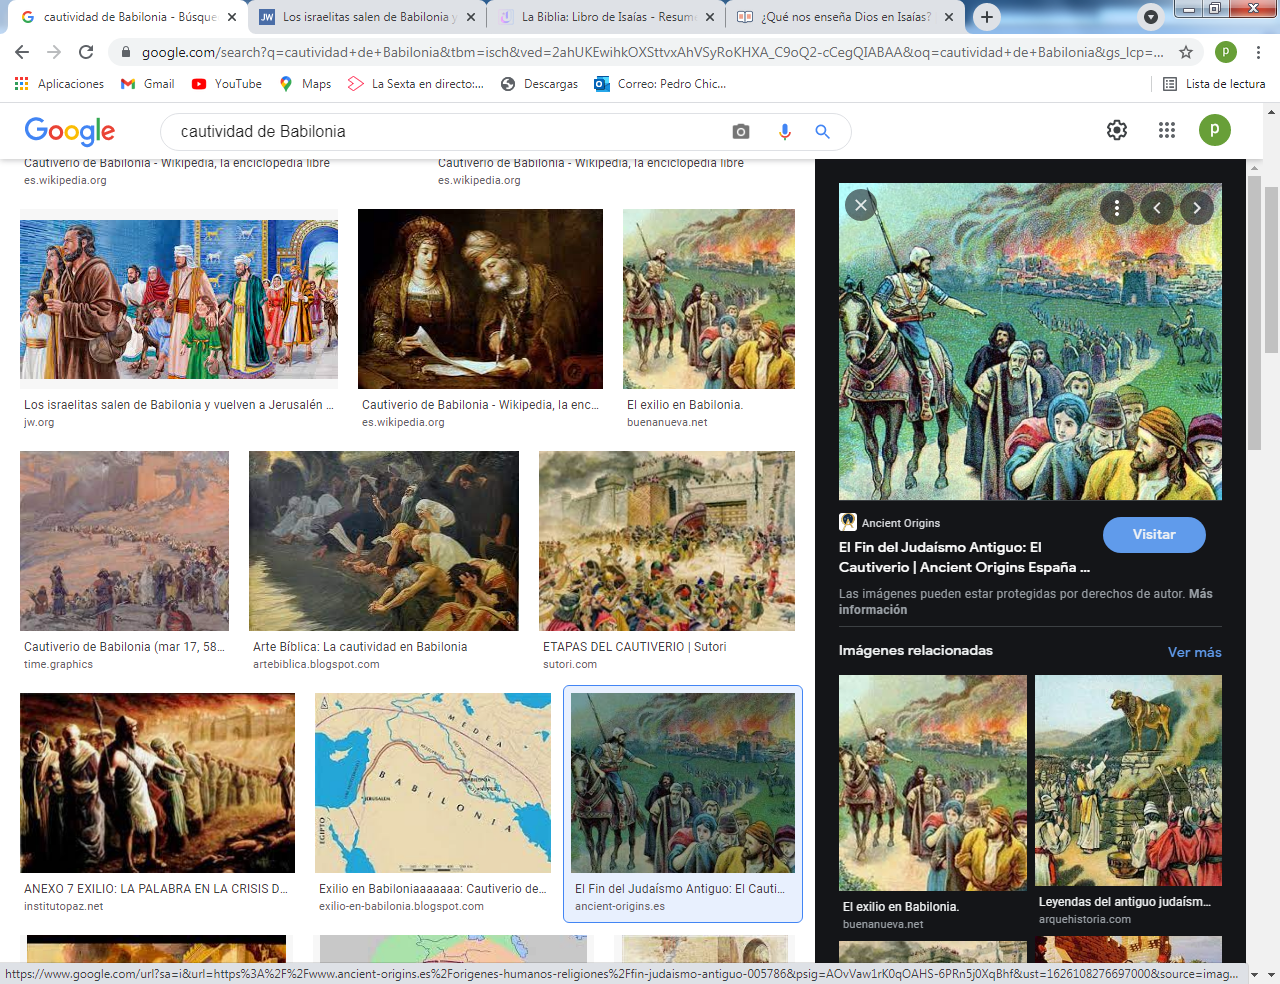 cautividad de Babilonia - Búsque
Los israelitas salen de Babilonia y
La Biblia: Libro de Isaías - Resum
¿Qué nos enseña Dios en Isaías?
google.com/search?q=cautividad+de+Babilonia&tbm=isch&ved=2ahUKEwihkOXSttvxAhVSyRoKHXA_C9oQ2-cCegQIABAA&oq=cautividad+de+Babilonia&gs_lcp=...
p
Aplicaciones
Gmail
YouTube
Maps
La Sexta en directo:...
Descargas
Correo: Pedro Chic...
Lista de lectura
Google
cautividad de Babilonia
p
Cautiverio de Babilonia - Wikipedia, la enciclopedia libre
es.wikipedia.org
Cautiverio de Babilonia - Wikipedia, la enciclopedia libre
es.wikipedia.org
Los israelitas salen de Babilonia y vuelven a Jerusalén ...
jw.org
Cautiverio de Babilonia - Wikipedia, la enc...
es.wikipedia.org
El exilio en Babilonia.
buenanueva.net
Cautiverio de Babilonia (mar 17, 58...
time.graphics
Arte Bíblica: La cautividad en Babilonia
artebiblica.blogspot.com
ETAPAS DEL CAUTIVERIO | Sutori
sutori.com
MEDEA
BABILONIA
JERUSALEM
EGIPTO
ANEXO 7 EXILIO: LA PALABRA EN LA CRISIS D...
institutopaz.net
Exilio en Babiloniaaaaaaa: Cautiverio de...
exilio-en-babilonia.blogspot.com
El Fin del Judaísmo Antiguo: El Cauti...
ancient-origins.es
Ancient Origins
El Fin del Judaísmo Antiguo: El
Cautiverio | Ancient Origins España ...
Visitar
Las imágenes pueden estar protegidas por derechos de autor. Más
información
Imágenes relacionadas
Ver más
El exilio en Babilonia.
buenanueva.net
Leyendas del antiguo judaísm...
arquehistoria.com
https://www.google.com/url?sa=i&url=https%3A%2F%2Fwww.ancient-origins.es%2Forigenes-humanos-religiones%2Ffin-judaismo-antiguo-005786&psig=AOvVaw1rK0qOAHS-6PRn5j0XqBhf&ust=1626108276697000&source=imag...